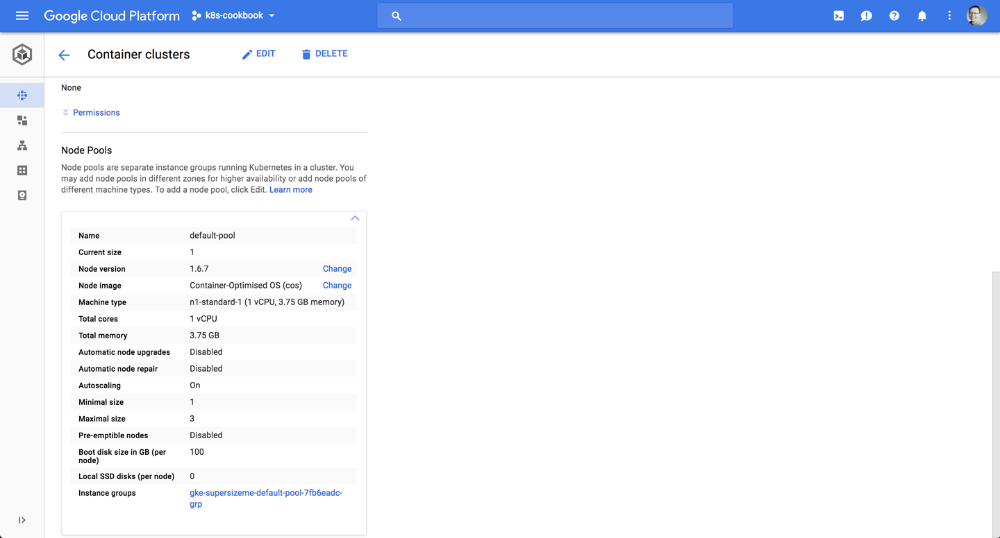 Google Cloud Platform k8s-cookbook
Container clusters EDIT DELETE
None
Permissions
Node Pools
Node pools are separate instance groups running Kubernetes in a cluster. You
may add node pools in different zones for higher availability or add node pools of
different machine types. To add a node pool, click Edit. Learn more
Name default-pool
Current size 1
Node version 1.6.7 Change
Node image Container-Optimised OS (cos) Change
Machine type n1-standard-1 (1 vCPU, 3.75 GB memory)
Total cores 1 vCPU
Total memory 3.75 GB
Automatic node upgrades Disabled
Automatic node repair Disabled
Autoscaling On
Minimal size 1
Maximal size 3
Pre-emptible nodes Disabled
Boot disk size in GB (per 100
node)
Local SSD disks (per node) 0
Instance groups gke-supersizeme-default-pool-7fb6eadc-
grp